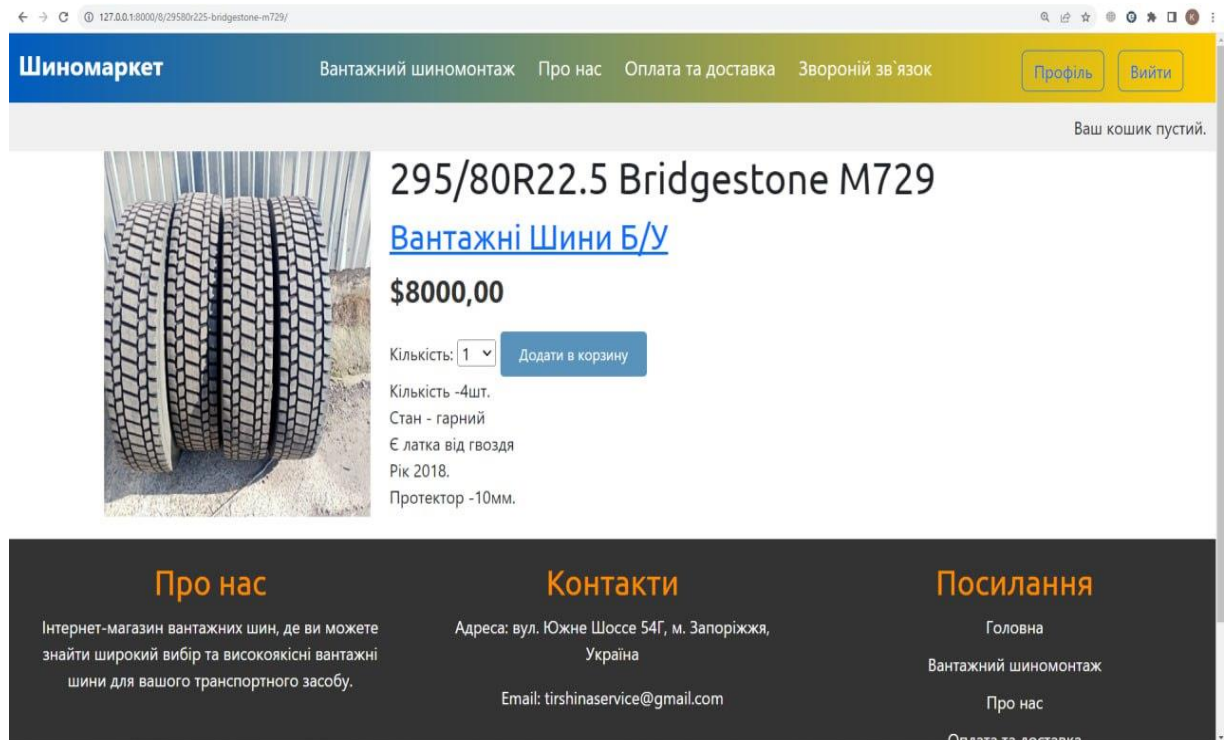 127.0.0.1:8000/8/29580r225-bridgestone-m729/
K
Шиномаркет
Вантажний шиномонтаж Про нас Оплата та доставка Звороній зв`язок
Профіль Вийти
Ваш кошик пустий.
295/80R22.5 Bridgestone M729
Вантажні Шини Б/У
$8000,00
Кількість: 1 Додати в корзину
Кількість -4шт.
Стан - гарний
Є латка від гвоздя
Рік 2018.
Протектор -10мм.
Про нас
Інтернет-магазин вантажних шин, де ви можете
знайти широкий вибір та високоякісні вантажні
шини для вашого транспортного засобу.
Контакти
Адреса: вул. Южне Шоссе 54Г, м. Запоріжжя,
Україна
Email: tirshinaservice@gmail.com
Посилання
Головна
Вантажний шиномонтаж
Про нас
Оплата та доставка